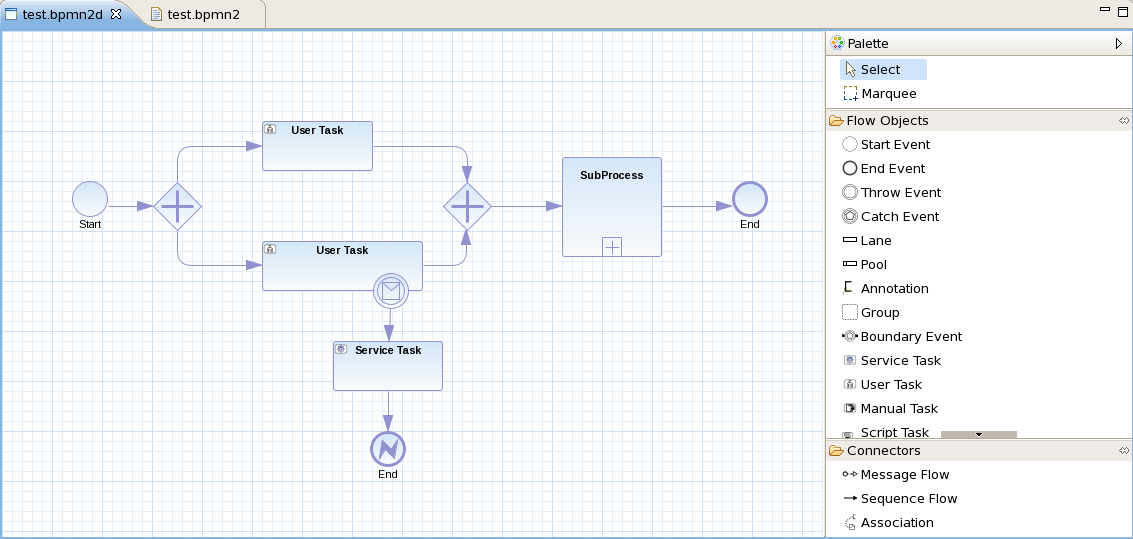 test.bpmn2d
test.bpmn2
Palette
Select
Marquee
Flow Objects
Start Event
End Event
Throw Event
Catch Event
Lane
Pool
Annotation
Group
Boundary Event
Service Task
User Task
Manual Task
Script Task
Connectors
Message Flow
Sequence Flow
Association
User Task
Start
User Task
SubProcess
End
Service Task
End